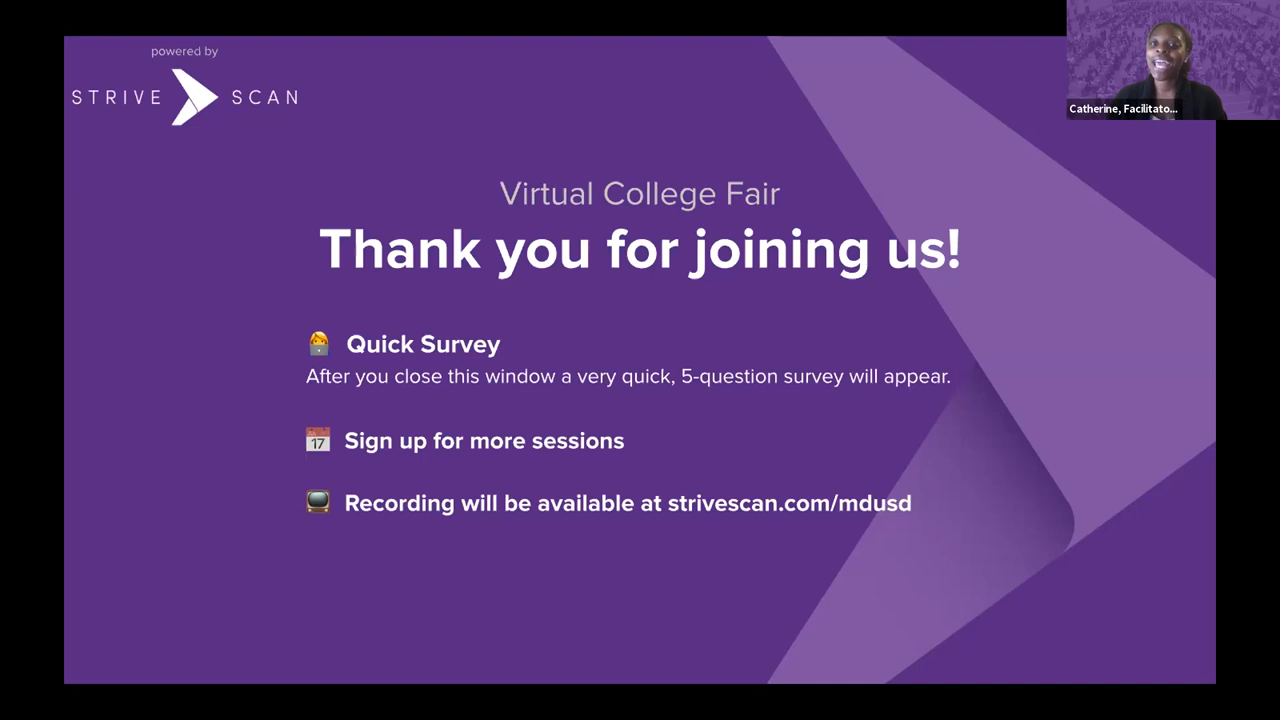 powered by
STRIVE SCAN
Catherine, Facilitato...
Virtual College Fair
Thank you for joining us!
Quick Survey
After you close this window a very quick, 5-question survey will appear.
17
Sign up for more sessions
Recording will be available at strivescan.com/mdusd